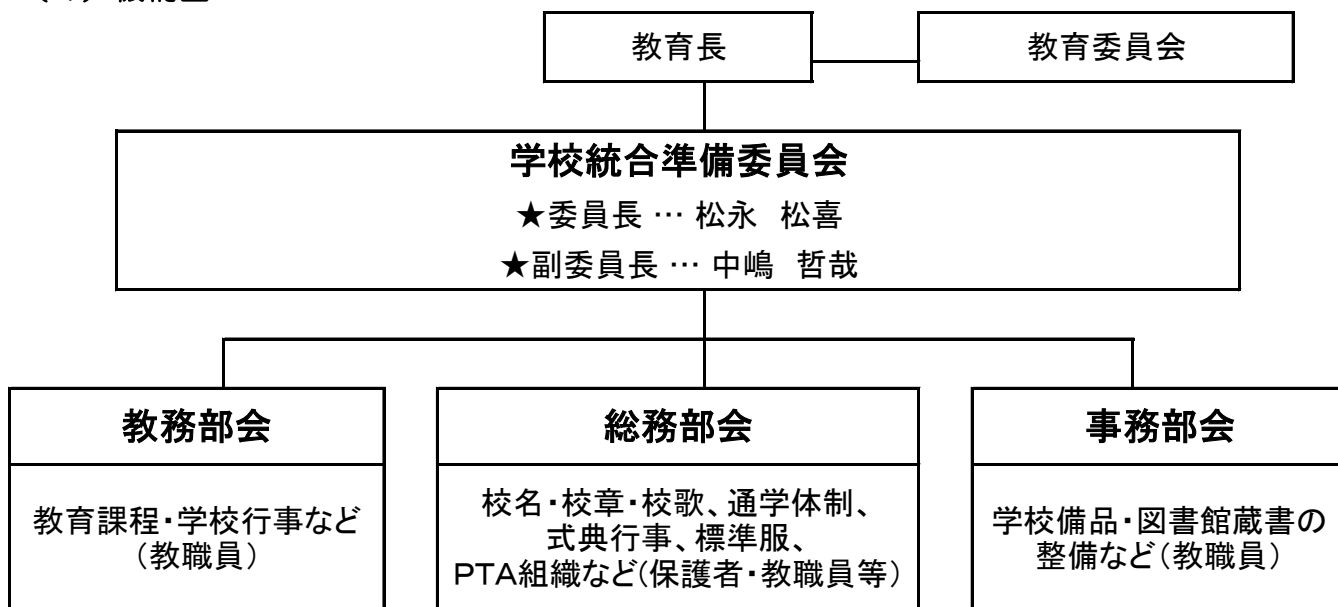 教育長
教育委員会
学校統合準備委員会
★委員長 … 松永　松喜
★副委員長 … 中嶋　哲哉
教務部会
教育課程・学校行事など
（教職員）
総務部会
校名・校章・校歌、通学体制、
式典行事、標準服、
PTA組織など（保護者・教職員等）
事務部会
学校備品・図書館蔵書の
整備など（教職員）